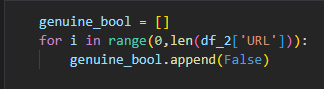 genuine_bool = []
for i in range(0,len(df_2['URL'])):
    genuine_bool.append(False)